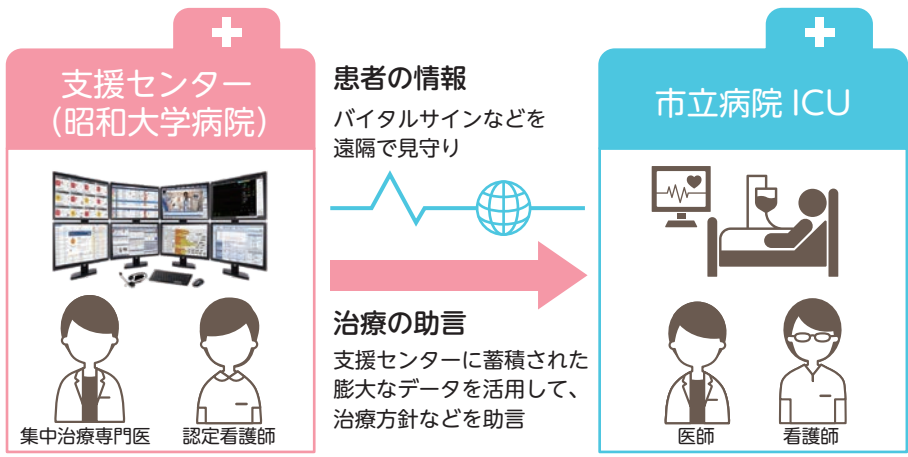 支援センター
（昭和大学病院）
集中治療専門医
認定看護師
患者の情報
バイタルサインなどを
遠隔で見守り
治療の助言
支援センターに蓄積された
膨大なデータを活用して、
治療方針などを助言
市立病院 ICU
医師
看護師